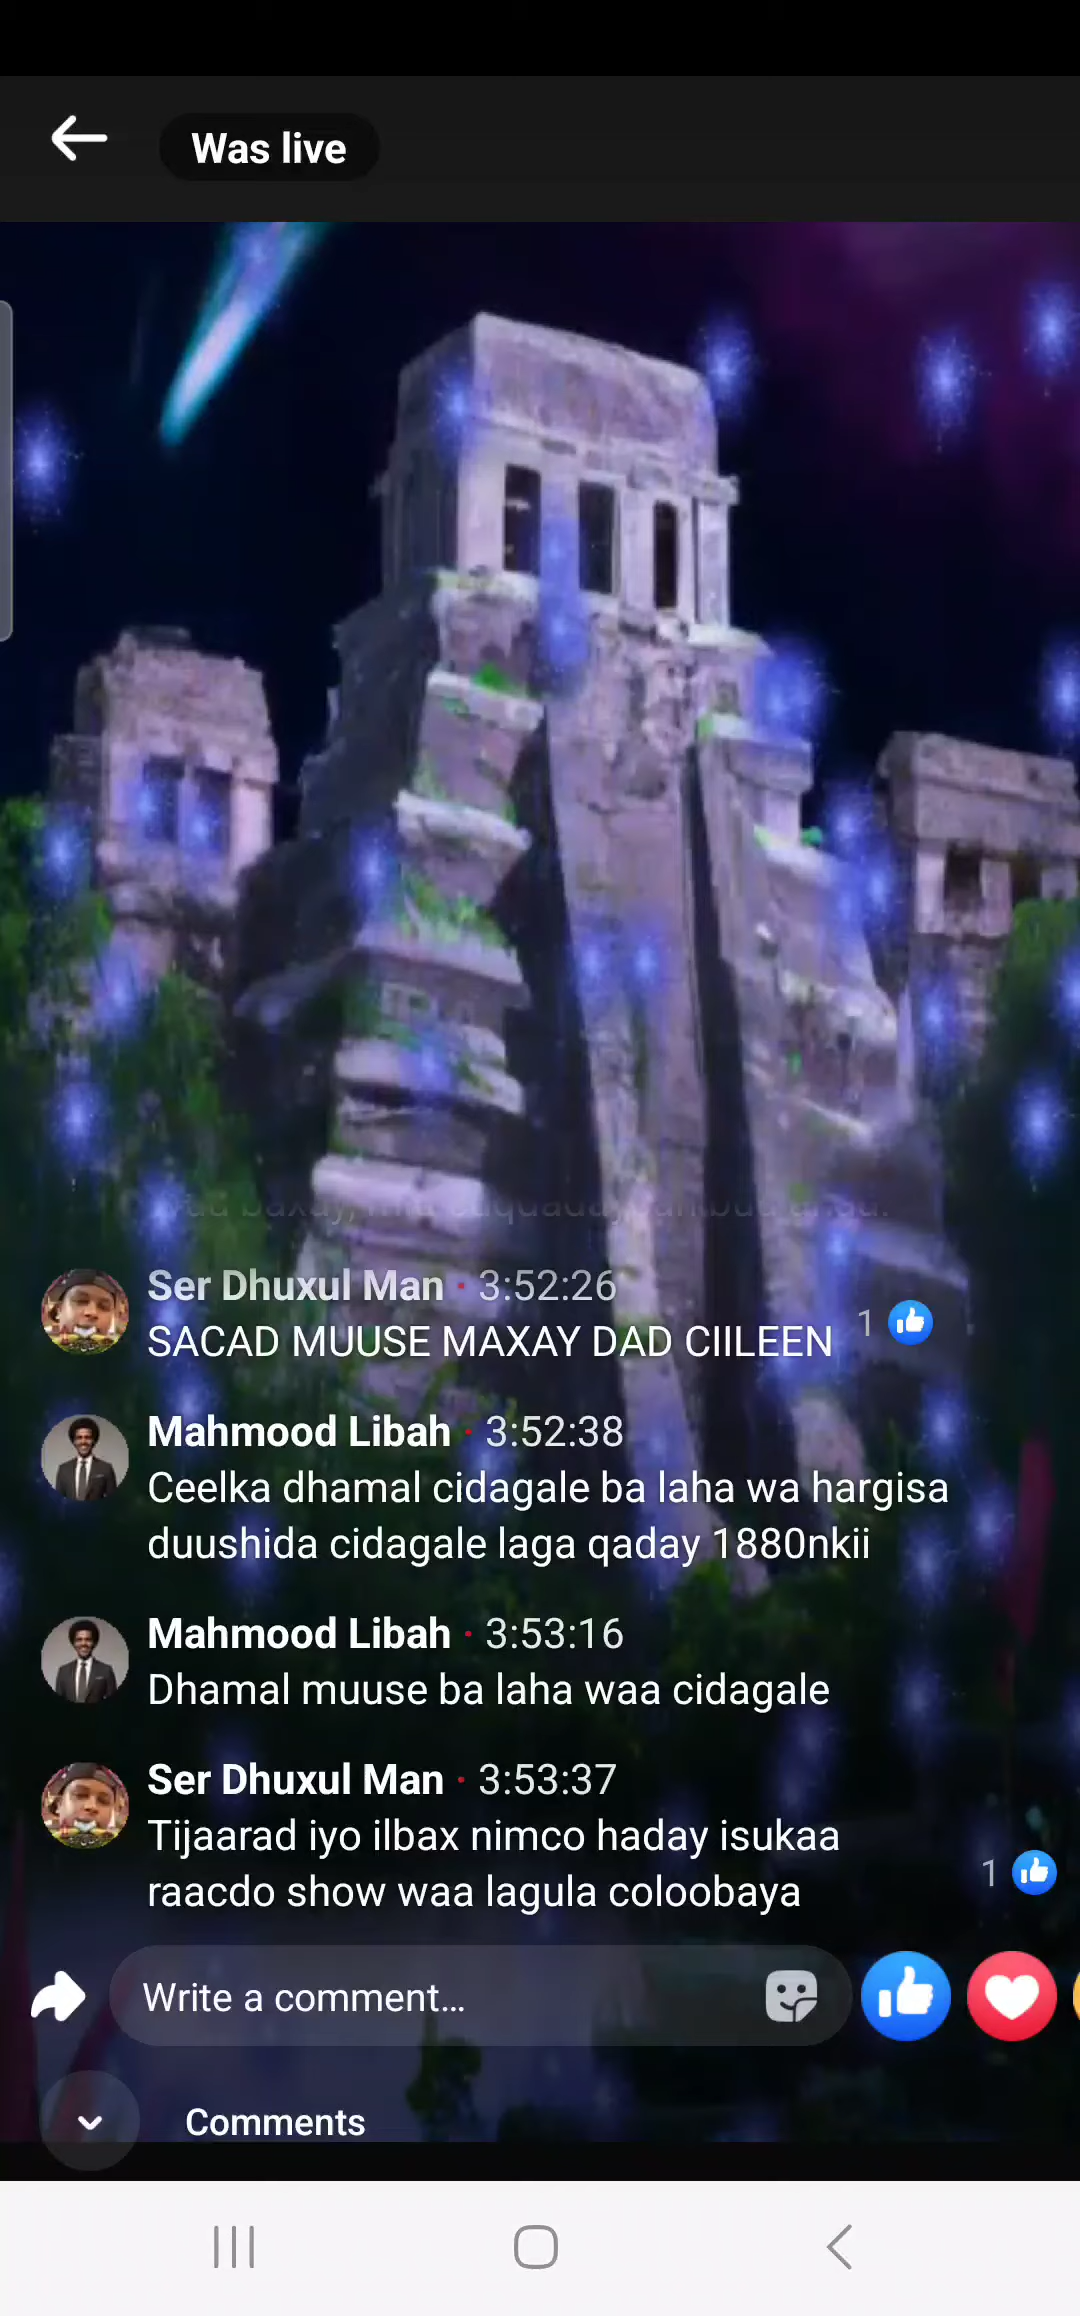 Was live
Ser Dhuxul Man · 3:52:26
SACAD MUUSE MAXAY DAD CIILEEN
1
Mahmood Libah · 3:52:38
Ceelka dhamal cidagale ba laha wa hargisa
duushida cidagale laga qaday 1880nkii
Mahmood Libah · 3:53:16
Dhamal muuse ba laha waa cidagale
Ser Dhuxul Man · 3:53:37
Tijaarad iyo ilbax nimco haday isukaa
raacdo show waa lagula coloobaya
1
Write a comment...
Comments